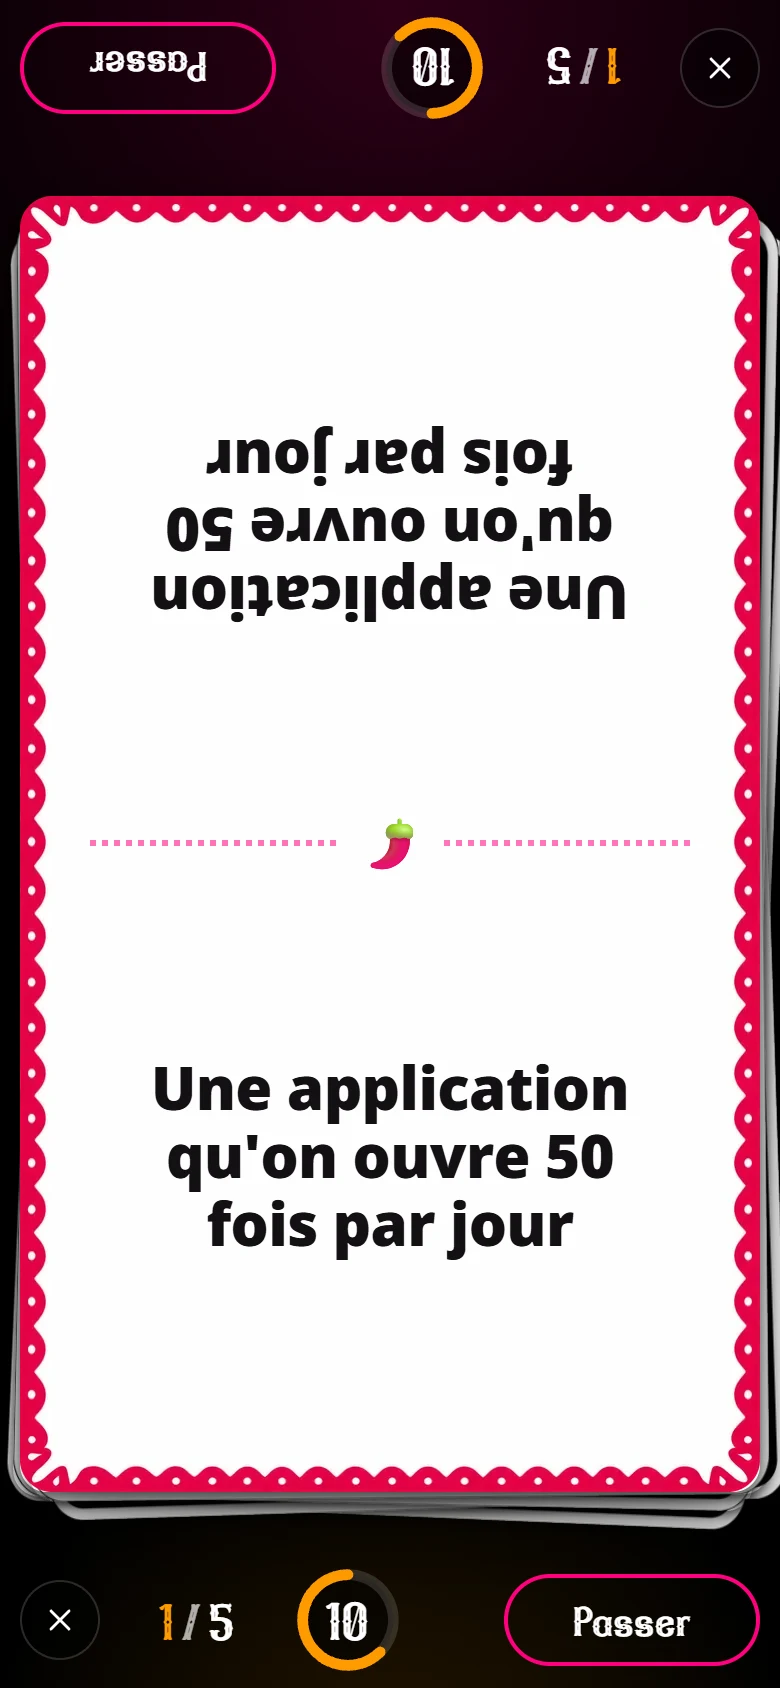 Passer
10
1/5
Une application
qu'on ouvre 50
fois par jour
Une application
qu'on ouvre 50
fois par jour
1/5
10
Passer